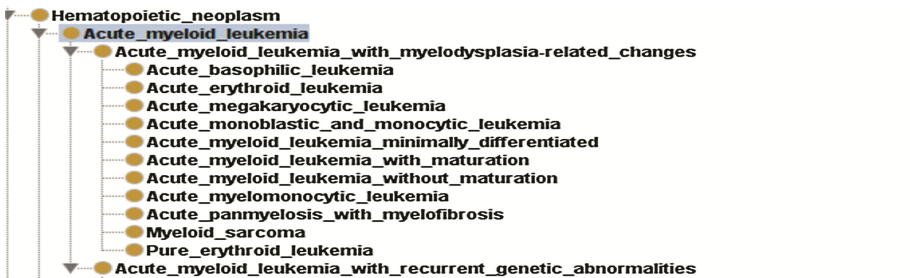 Hematopoietic_neoplasm
Acute_myeloid_leukemia
Acute_myeloid_leukemia_with_myelodysplasia-related_changes
Acute_basophilic_leukemia
Acute_erythroid_leukemia
Acute_megakaryocytic_leukemia
Acute_monoblastic_and_monocytic_leukemia
Acute_myeloid_leukemia_minimally_differentiated
Acute_myeloid_leukemia_with_maturation
Acute_myeloid_leukemia_without_maturation
Acute_myelomonocytic_leukemia
Acute_panmyelosis_with_myelofibrosis
Myeloid_sarcoma
Pure_erythroid_leukemia
Acute_myeloid_leukemia_with_recurrent_genetic_abnormalities